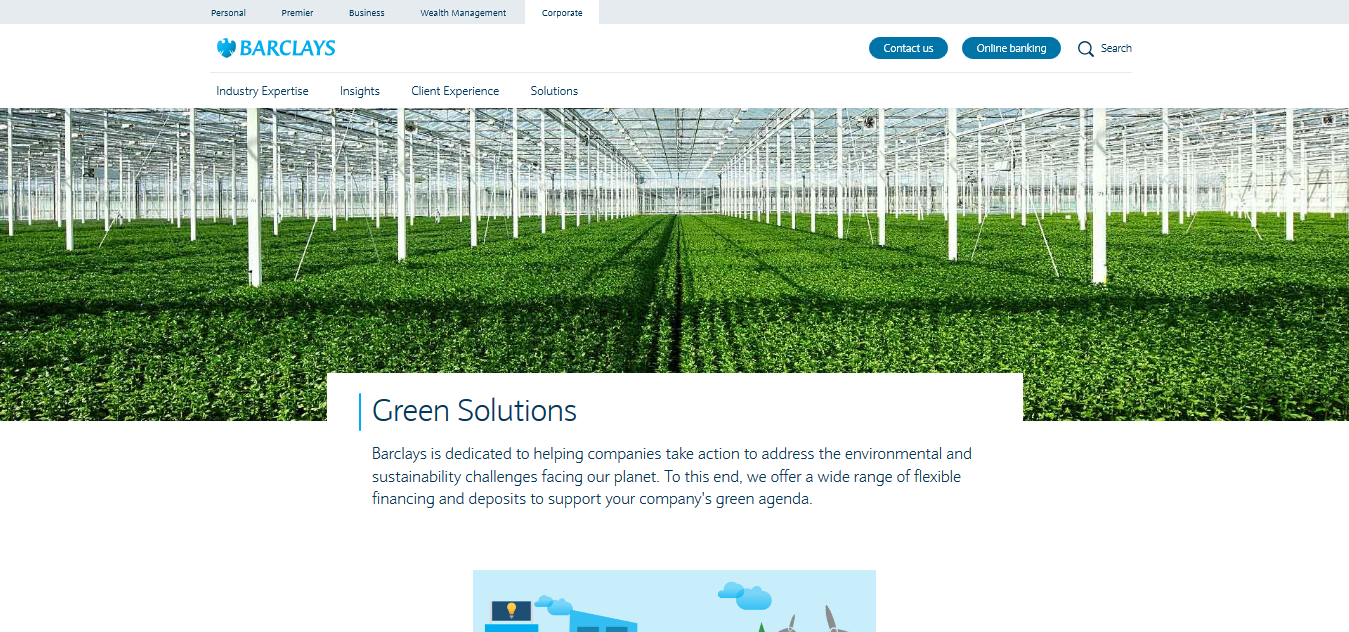 Personal Premier Business Wealth Management Corporate
BARCLAYS
Contact us Online banking Search
Industry Expertise Insights Client Experience Solutions
Green Solutions
Barclays is dedicated to helping companies take action to address the environmental and
sustainability challenges facing our planet. To this end, we offer a wide range of flexible
financing and deposits to support your company's green agenda.